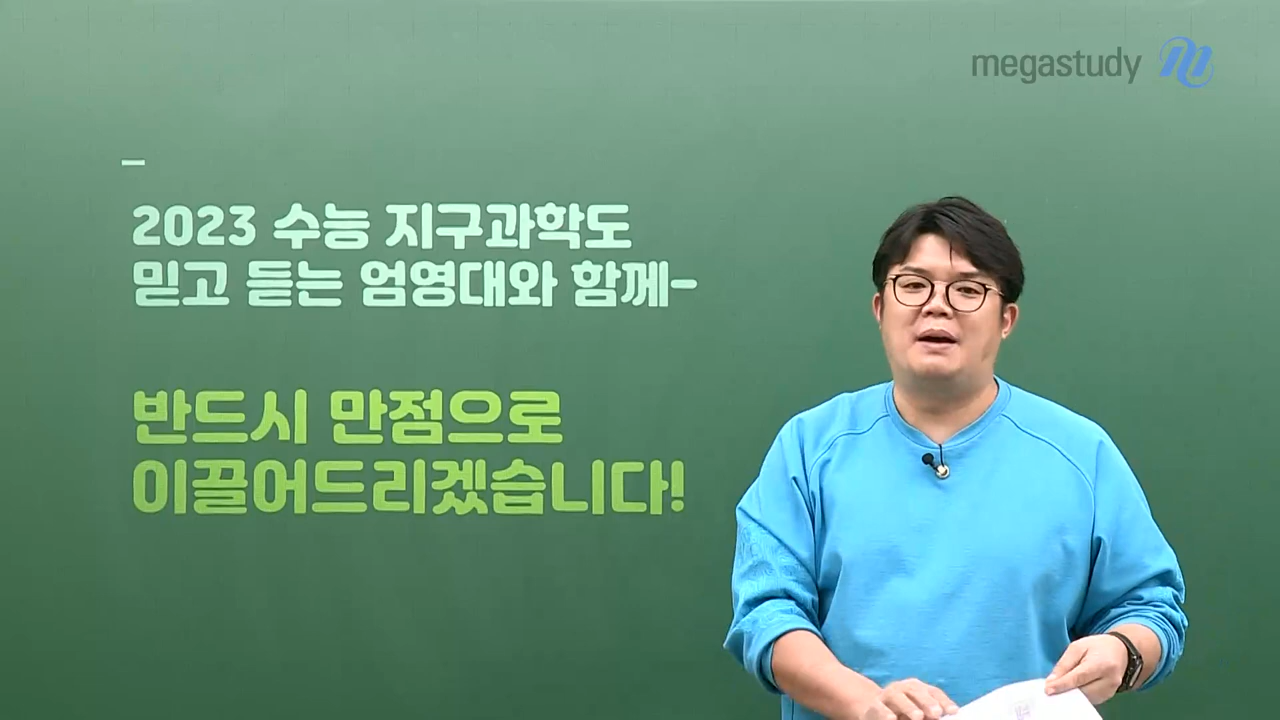 megastudy
2023 수능 지구과학도
믿고 듣는 엄영대와 함께-
반드시 만점으로
이끌어드리겠습니다!